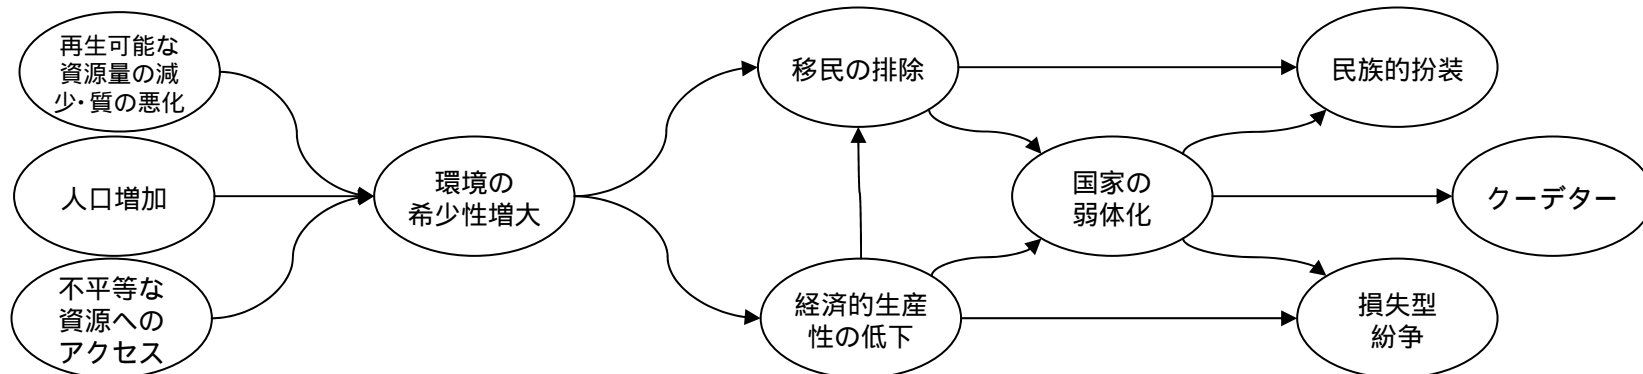 再生可能な
資源量の減
少・質の悪化
人口増加
不平等な
資源への
アクセス
環境の
希少性増大
移民の排除
経済的生産
性の低下
国家の
弱体化
民族的扮装
クーデター
損失型
紛争